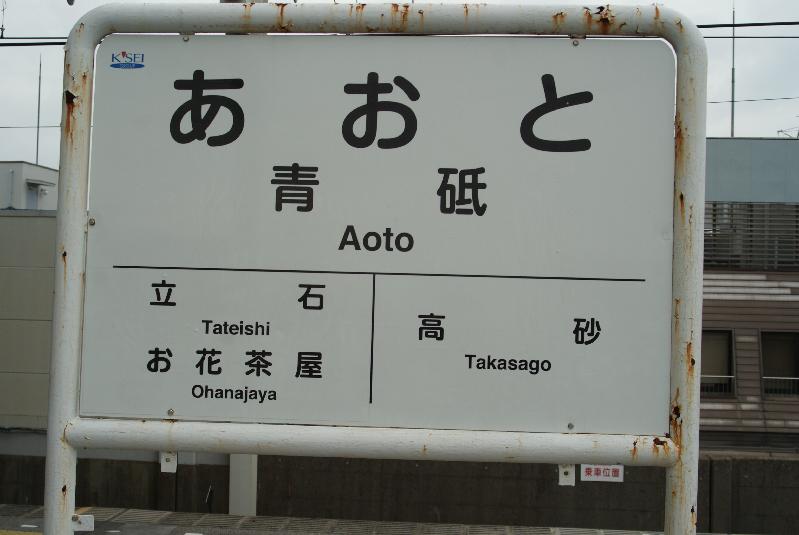 K'SEI
あおと
青砥
Aoto
立石
Tateishi
お花茶屋
Ohanajaya
高砂
Takasago
乗車位置